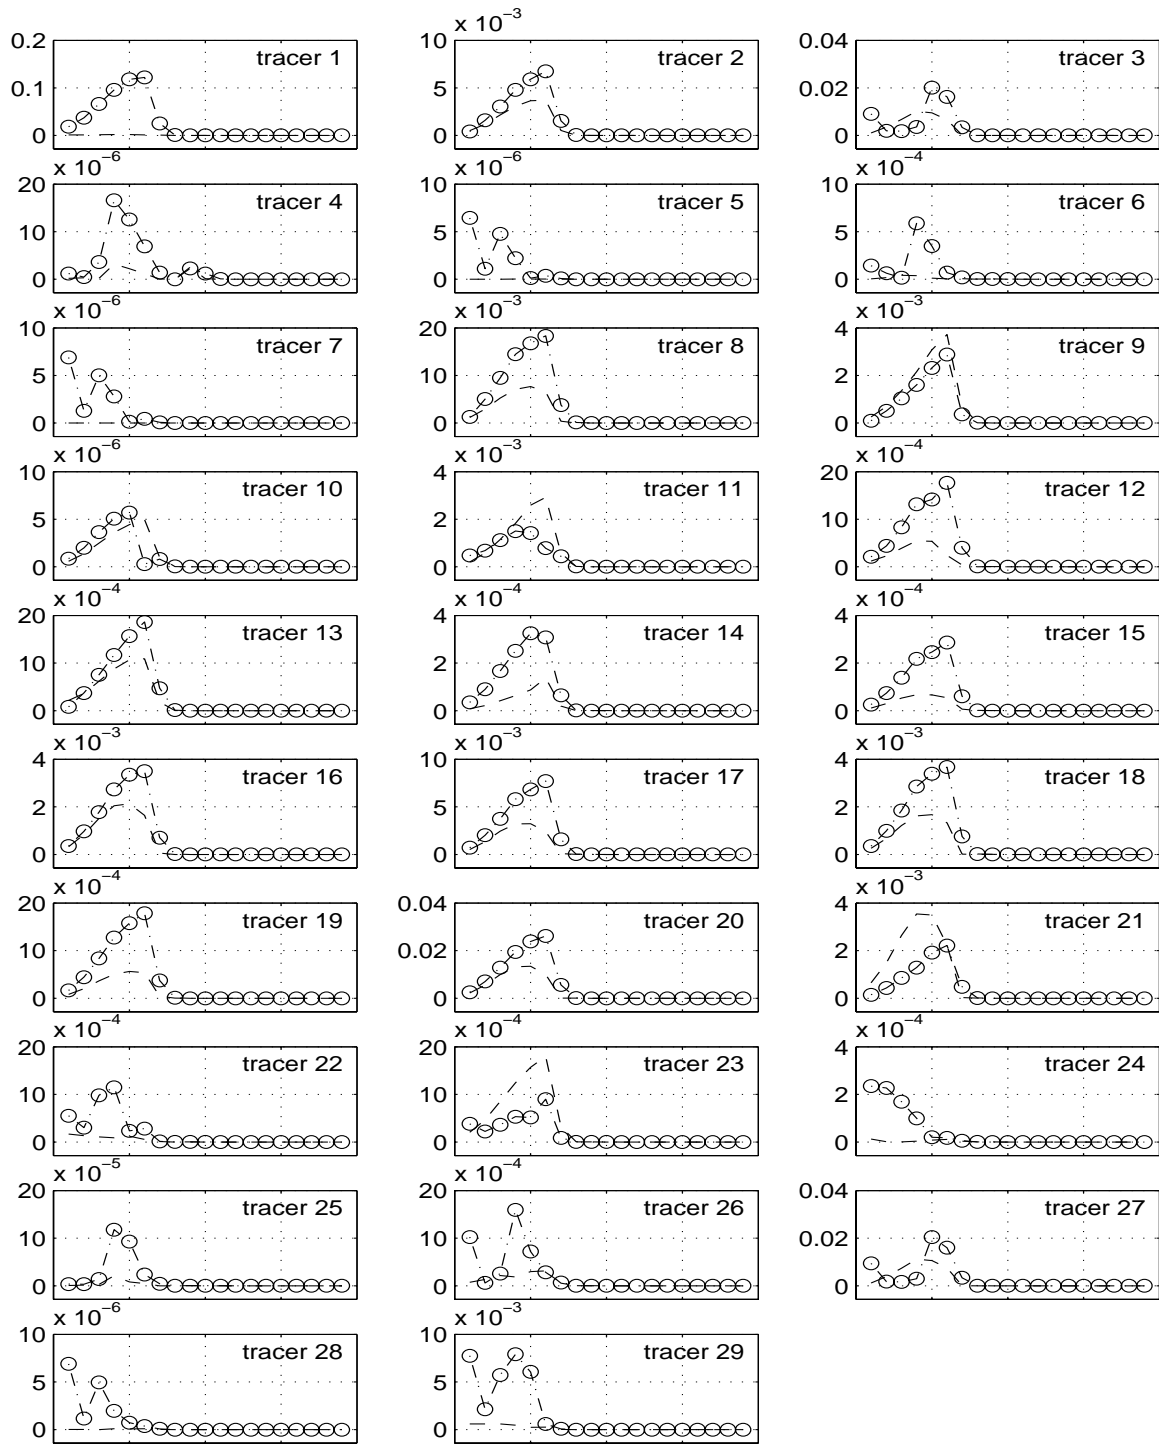 x 10⁻³
0.2 0.1 0 tracer 1
10 5 0 tracer 2
0.04 0.02 0 tracer 3
x 10⁻⁶ x 10⁻⁶ x 10⁻⁴
20 10 0 tracer 4
10 5 0 tracer 5
10 5 0 tracer 6
x 10⁻⁶ x 10⁻³ x 10⁻³
10 5 0 tracer 7
20 10 0 tracer 8
4 2 0 tracer 9
x 10⁻⁶ x 10⁻³ x 10⁻⁴
10 5 0 tracer 10
4 2 0 tracer 11
20 10 0 tracer 12
x 10⁻⁴ x 10⁻⁴ x 10⁻⁴
20 10 0 tracer 13
4 2 0 tracer 14
4 2 0 tracer 15
x 10⁻³ x 10⁻³ x 10⁻³
4 2 0 tracer 16
10 5 0 tracer 17
4 2 0 tracer 18
x 10⁻⁴ x 10⁻³
20 10 0 tracer 19
0.04 0.02 0 tracer 20
4 2 0 tracer 21
x 10⁻⁴ x 10⁻⁴ x 10⁻⁴
20 10 0 tracer 22
20 10 0 tracer 23
4 2 0 tracer 24
x 10⁻⁵ x 10⁻⁴
20 10 0 tracer 25
20 10 0 tracer 26
0.04 0.02 0 tracer 27
x 10⁻⁶ x 10⁻³
10 5 0 tracer 28
10 5 0 tracer 29